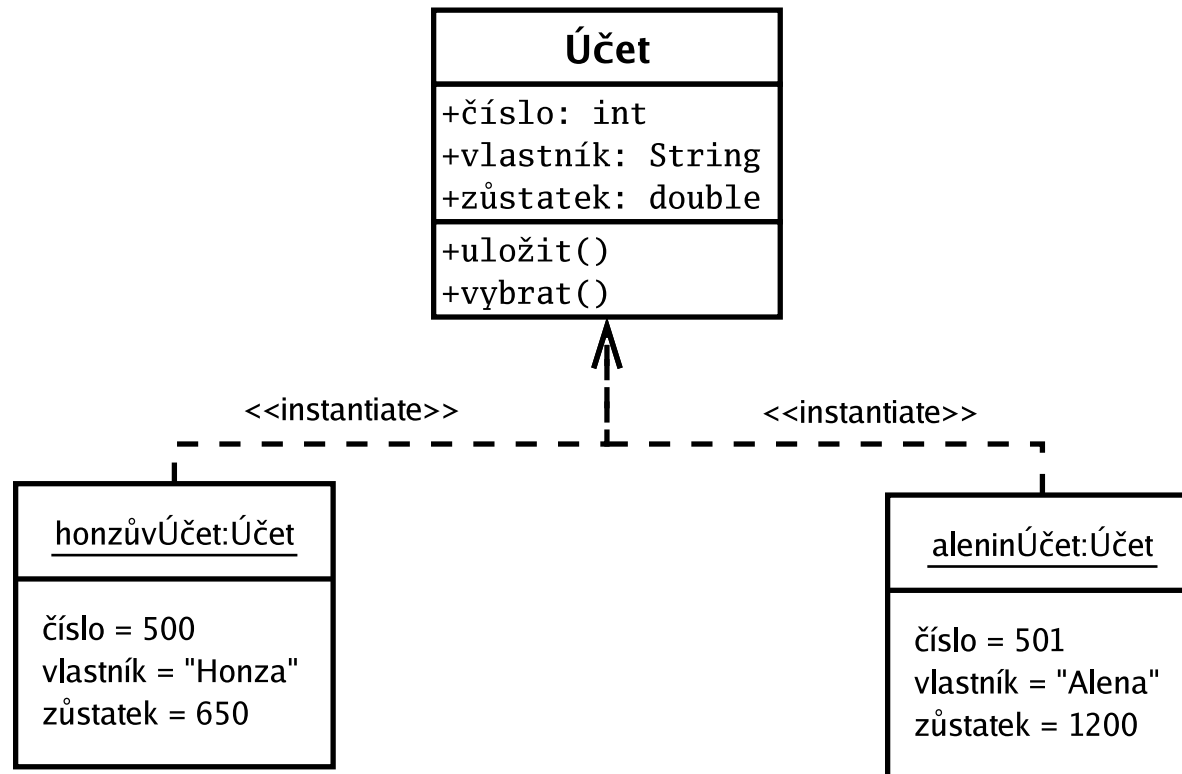 Účet
+číslo: int
+vlastník: String
+zůstatek: double
+uložit()
+vybrat()
<<instantiate>>
<<instantiate>>
honzůvÚčet:Účet
číslo = 500
vlastník = "Honza"
zůstatek = 650
aleninÚčet:Účet
číslo = 501
vlastník = "Alena"
zůstatek = 1200